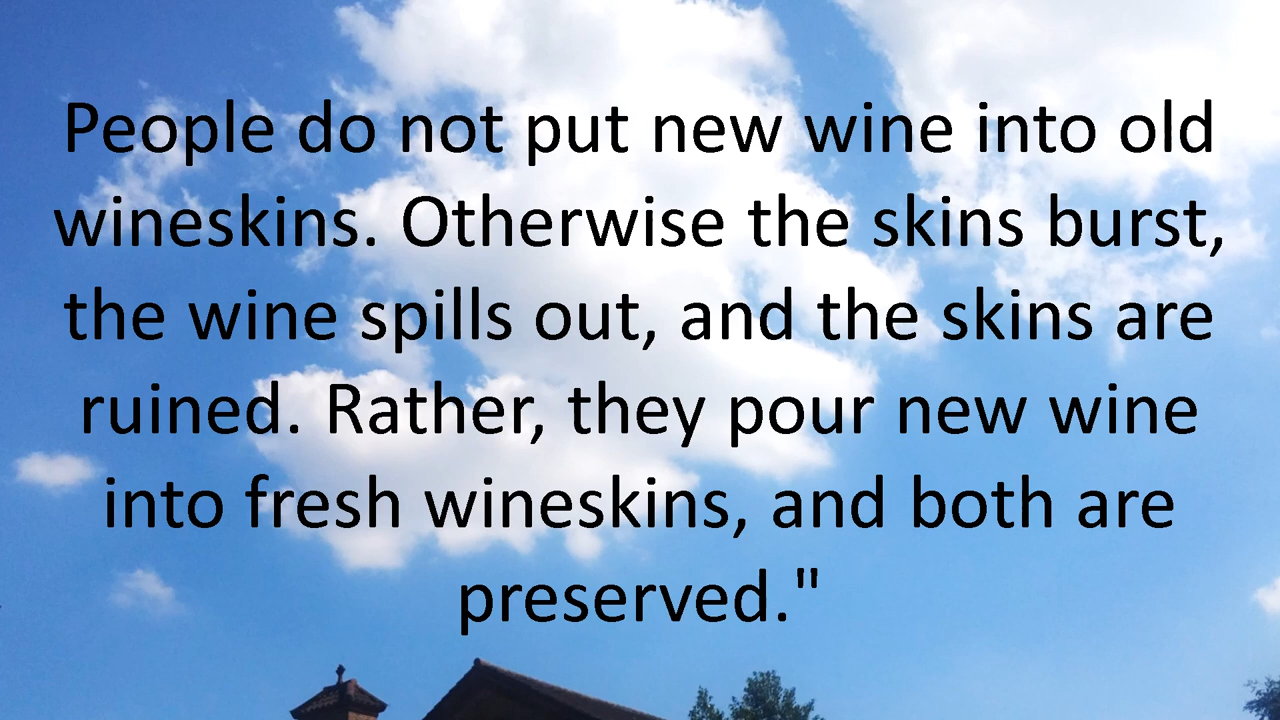 People do not put new wine into old
wineskins. Otherwise the skins burst,
the wine spills out, and the skins are
ruined. Rather, they pour new wine
into fresh wineskins, and both are
preserved."